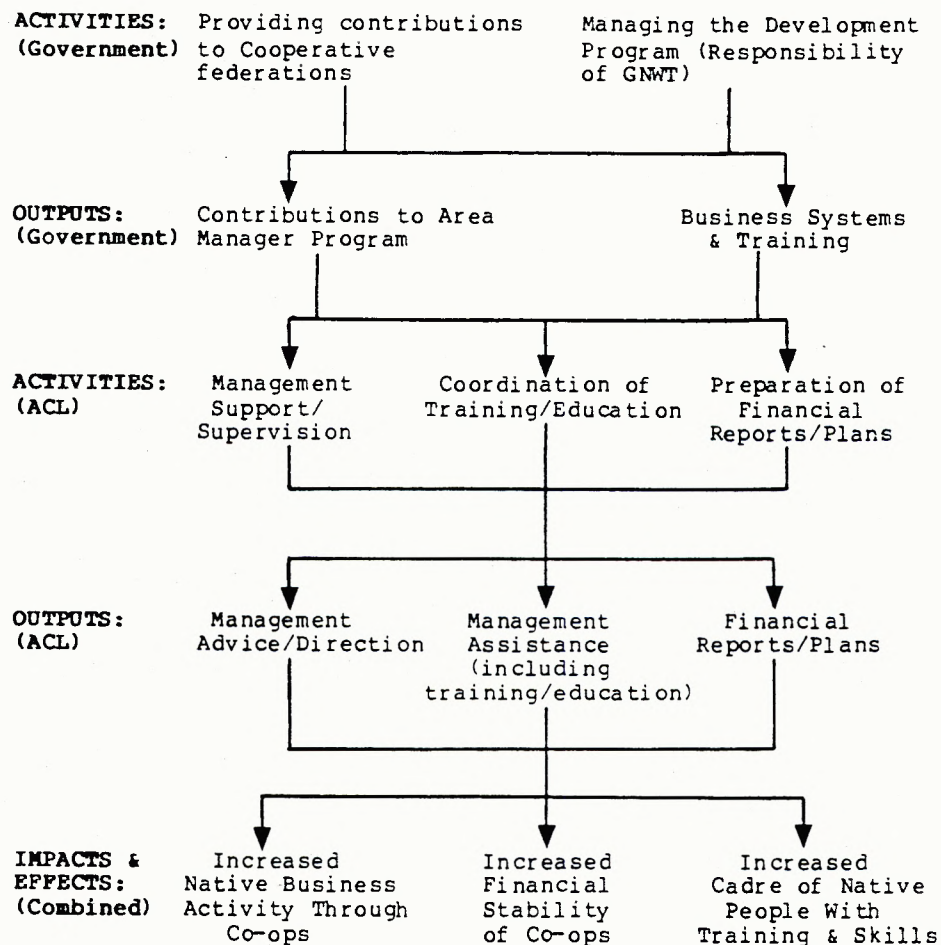 ACTIVITIES: Providing contributions Managing the Development
(Government) to Cooperative Program (Responsibility
federations of GNWT)
OUTPUTS: Contributions to Area Business Systems
(Government) Manager Program & Training
ACTIVITIES: Management Coordination of Preparation of
(ACL) Support/ Training/Education Financial
Supervision Reports/Plans
OUTPUTS: Management Management Financial
(ACL) Advice/Direction Assistance Reports/Plans
(including
training/education)
IMPACTS & Increased Increased Increased
EFFECTS: Native Business Financial Cadre of Native
(Combined) Activity Through Stability People With
Co-ops of Co-ops Training & Skills